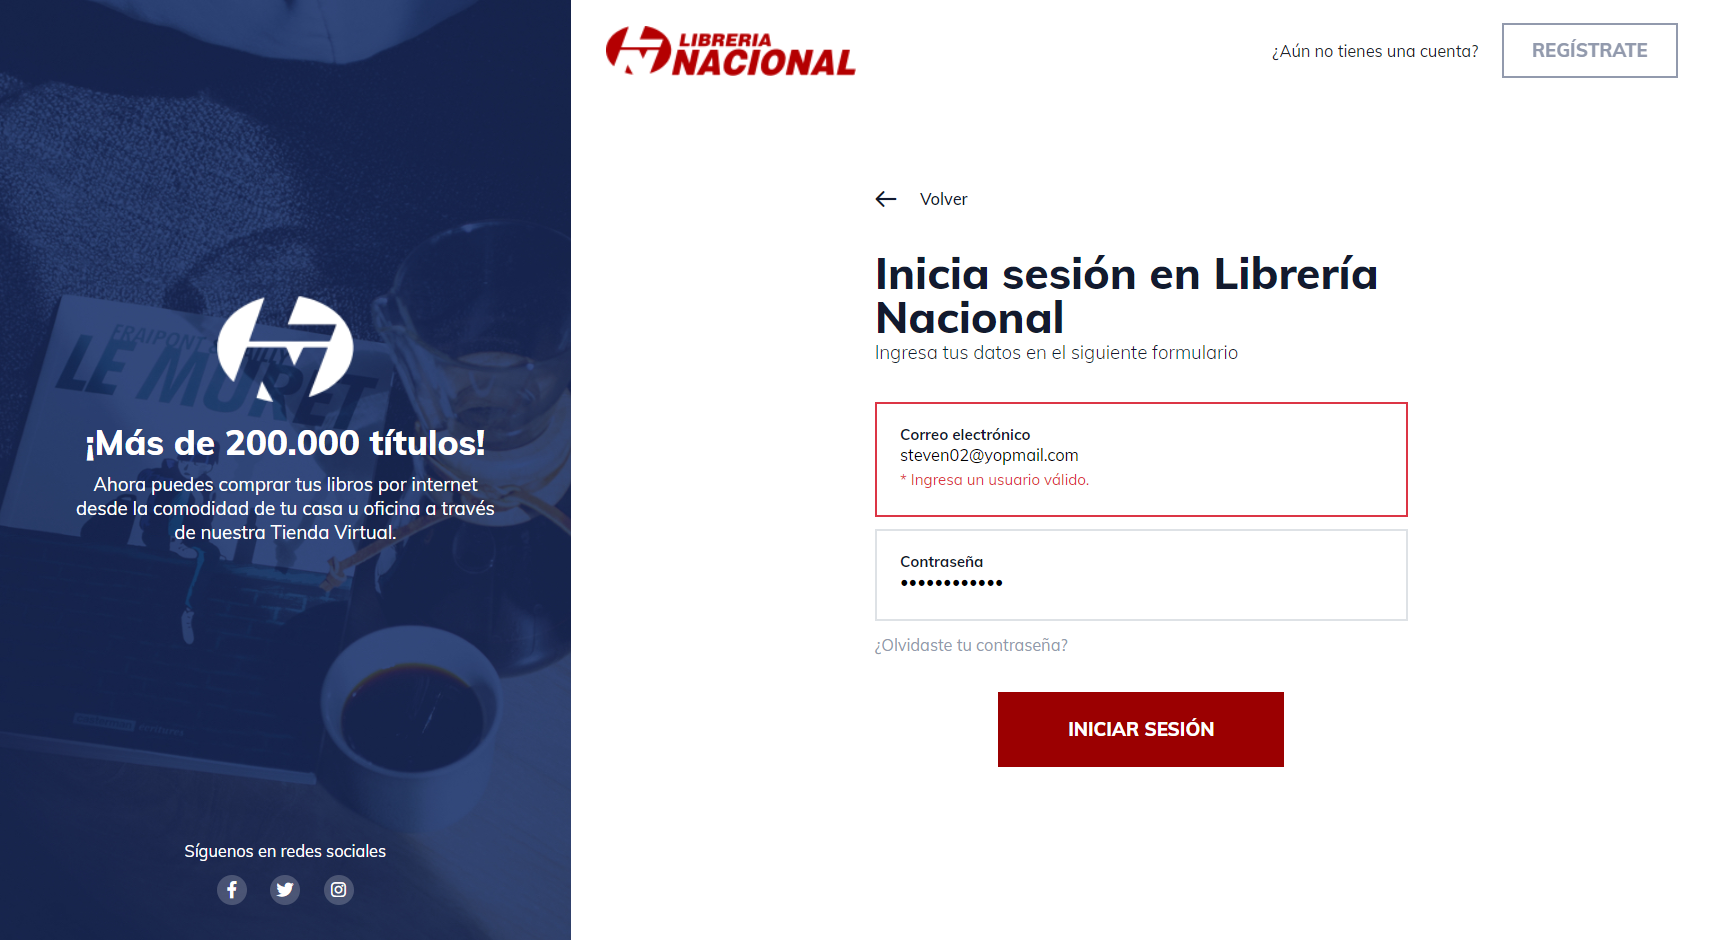 FRAIPONT
LE MURET
¡Más de 200.000 títulos!
Ahora puedes comprar tus libros por internet
desde la comodidad de tu casa u oficina a través
de nuestra Tienda Virtual.
Síguenos en redes sociales
LIBRERIA
NACIONAL
¿Aún no tienes una cuenta?
REGÍSTRATE
Volver
Inicia sesión en Librería
Nacional
Ingresa tus datos en el siguiente formulario
Correo electrónico
steven02@yopmail.com
* Ingresa un usuario válido.
Contraseña
••••••••••••
¿Olvidaste tu contraseña?
INICIAR SESIÓN